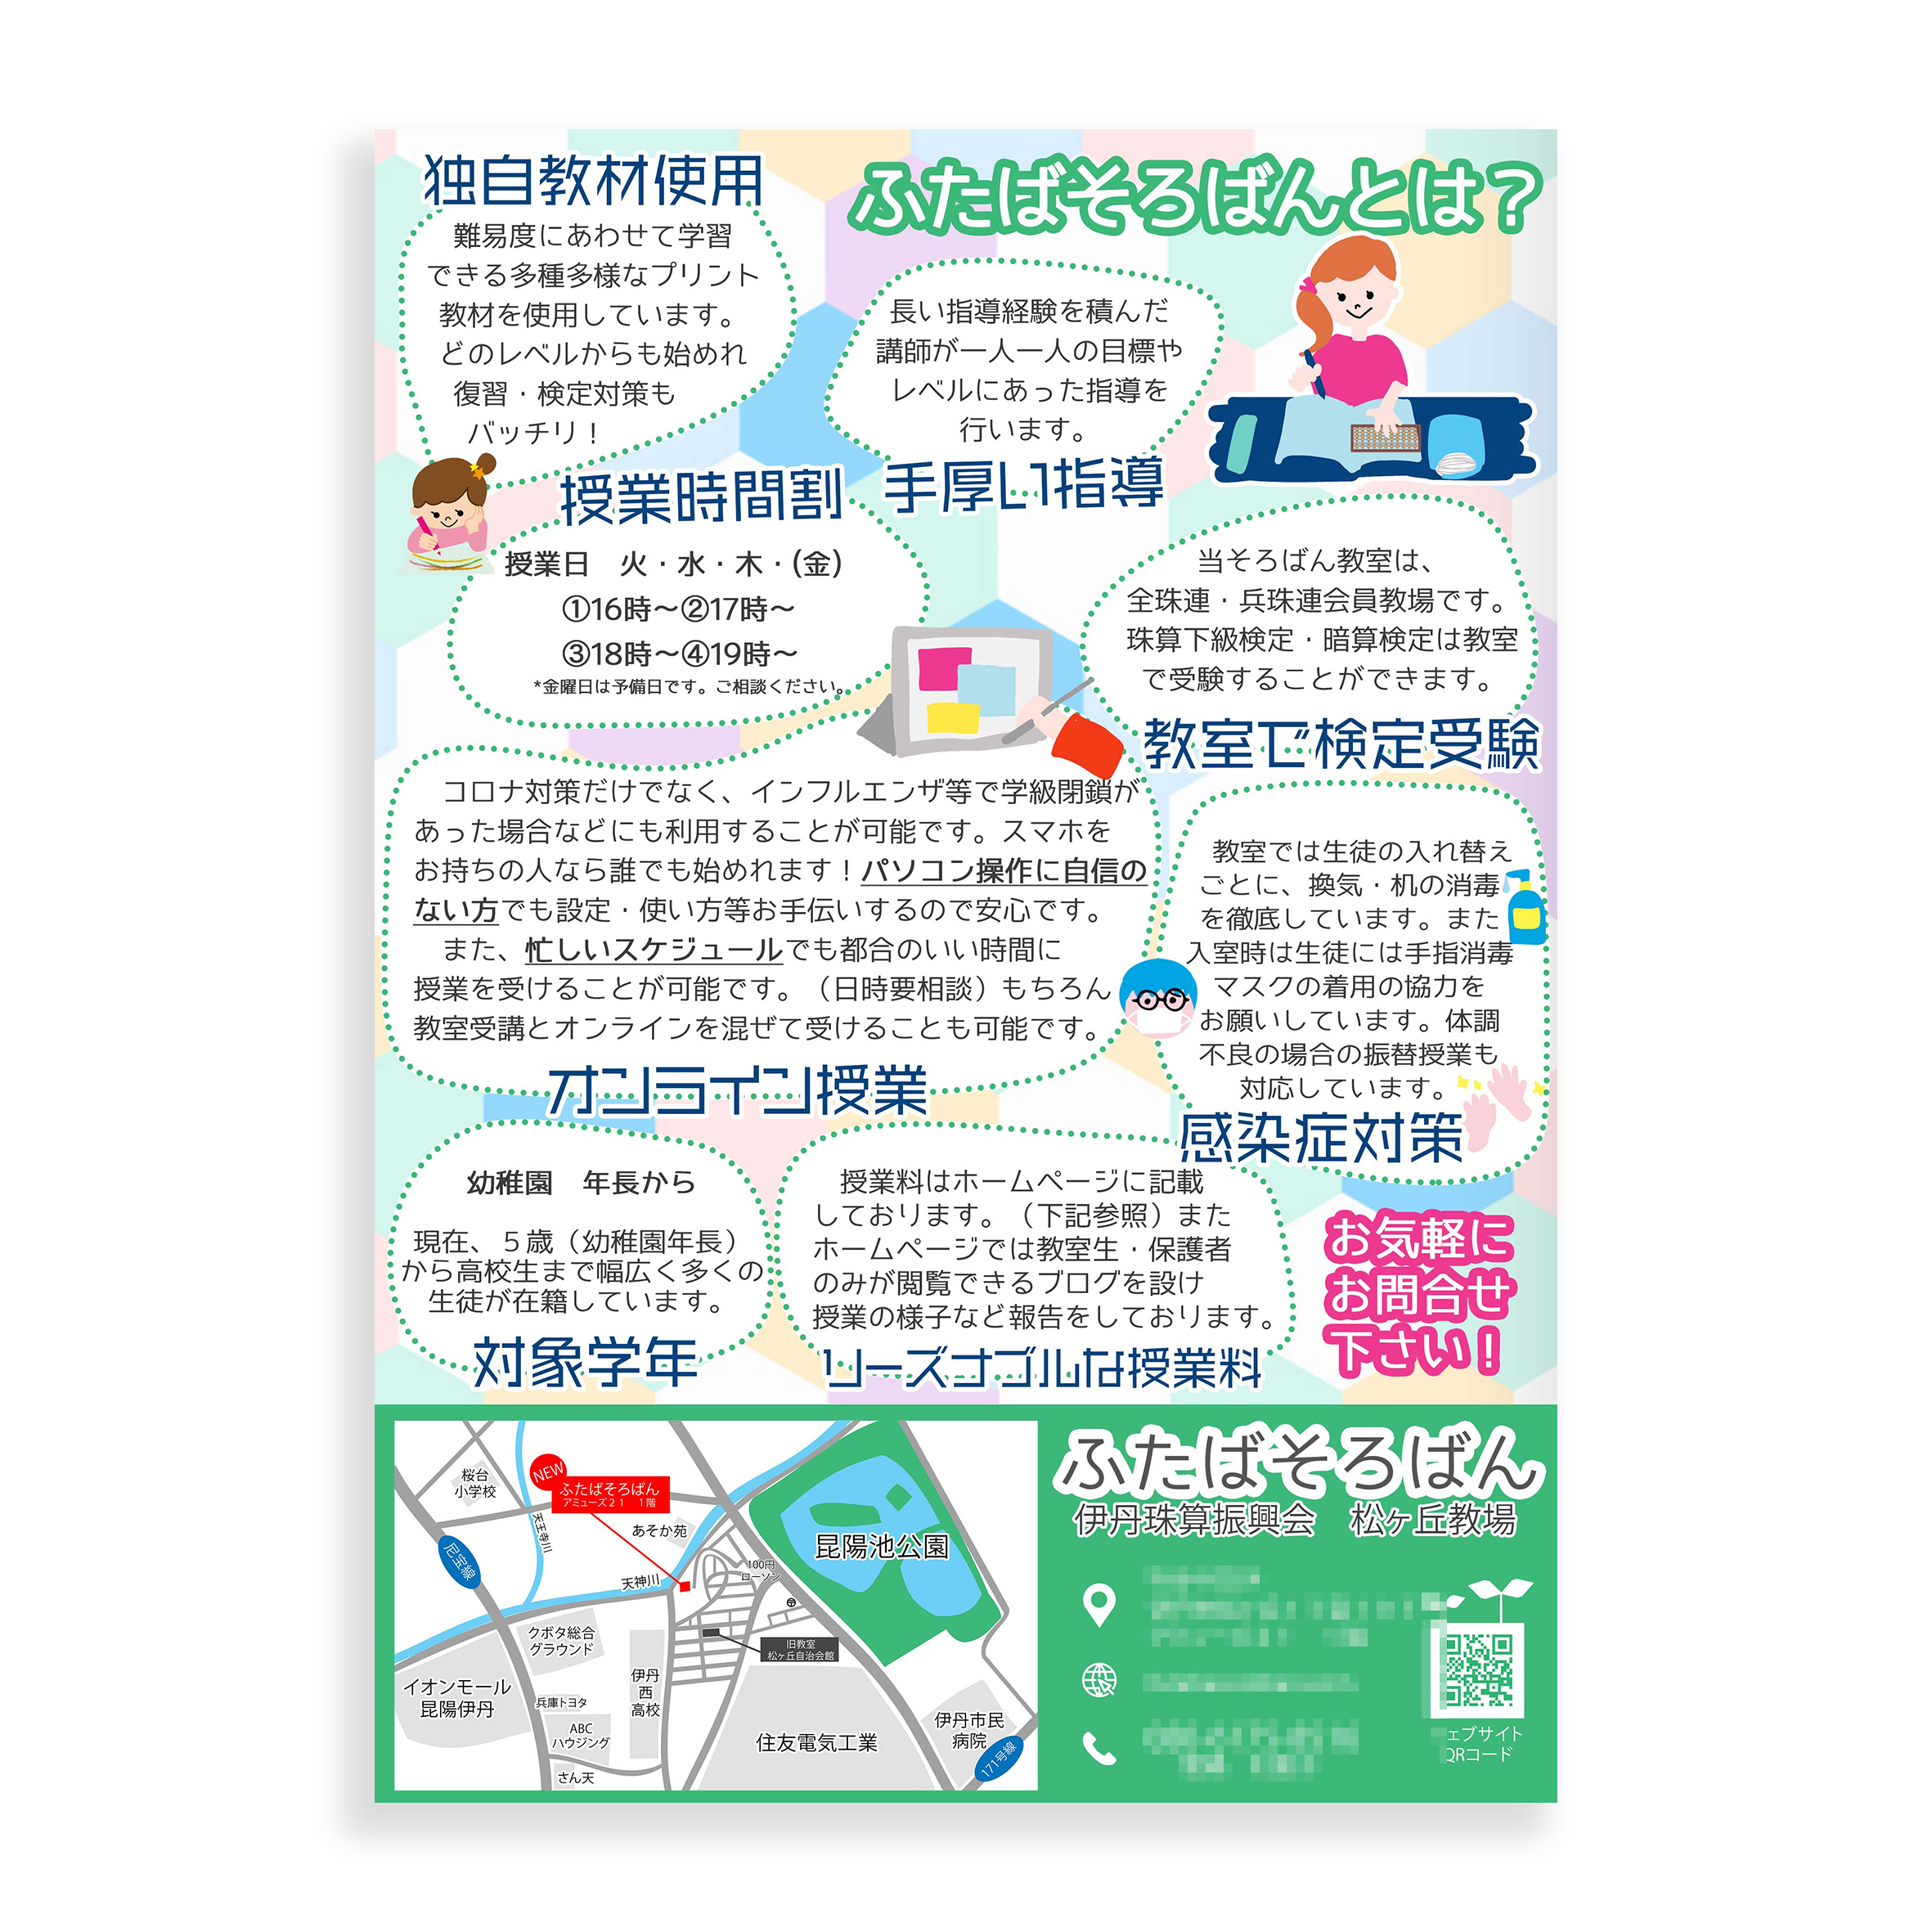 ふたばそろばんとは？
独自教材使用
難易度にあわせて学習
できる多種多様なプリント
教材を使用しています。
どのレベルからも始めれ
復習・検定対策も
バッチリ！
長い指導経験を積んだ
講師が一人一人の目標や
レベルにあった指導を
行います。
手厚い指導
授業時間割
授業日　火・水・木・(金)
①16時～②17時～
③18時～④19時～
*金曜日は予備日です。ご相談ください。
当そろばん教室は、
全珠連・兵珠連会員教場です。
珠算下級検定・暗算検定は教室
で受験することができます。
教室で検定受験
コロナ対策だけでなく、インフルエンザ等で学級閉鎖が
あった場合などにも利用することが可能です。スマホを
お持ちの人なら誰でも始めれます！パソコン操作に自信の
ない方でも設定・使い方等お手伝いするので安心です。
また、忙しいスケジュールでも都合のいい時間に
授業を受けることが可能です。（日時要相談）もちろん
教室受講とオンラインを混ぜて受けることも可能です。
オンライン授業
教室では生徒の入れ替え
ごとに、換気・机の消毒
を徹底しています。また
入室時は生徒には手指消毒
マスクの着用の協力を
お願いしています。体調
不良の場合の振替授業も
対応しています。
感染症対策
幼稚園　年長から
現在、５歳（幼稚園年長）
から高校生まで幅広く多くの
生徒が在籍しています。
対象学年
授業料はホームページに記載
しております。（下記参照）また
ホームページでは教室生・保護者
のみが閲覧できるブログを設け
授業の様子など報告をしております。
リーズナブルな授業料
お気軽に
お問合せ
下さい！
桜台
小学校
NEW
ふたばそろばん
アミューズ２１　１階
天王寺川
あそか苑
尼宝線
天神川
100円
ローソン
昆陽池公園
クボタ総合
グラウンド
旧教室
松ヶ丘自治会館
イオンモール
昆陽伊丹
伊丹
西
高校
兵庫トヨタ
ABC
ハウジング
さん天
住友電気工業
伊丹市民
病院
171号線
ふたばそろばん
伊丹珠算振興会　松ヶ丘教場
ェブサイト
QRコード